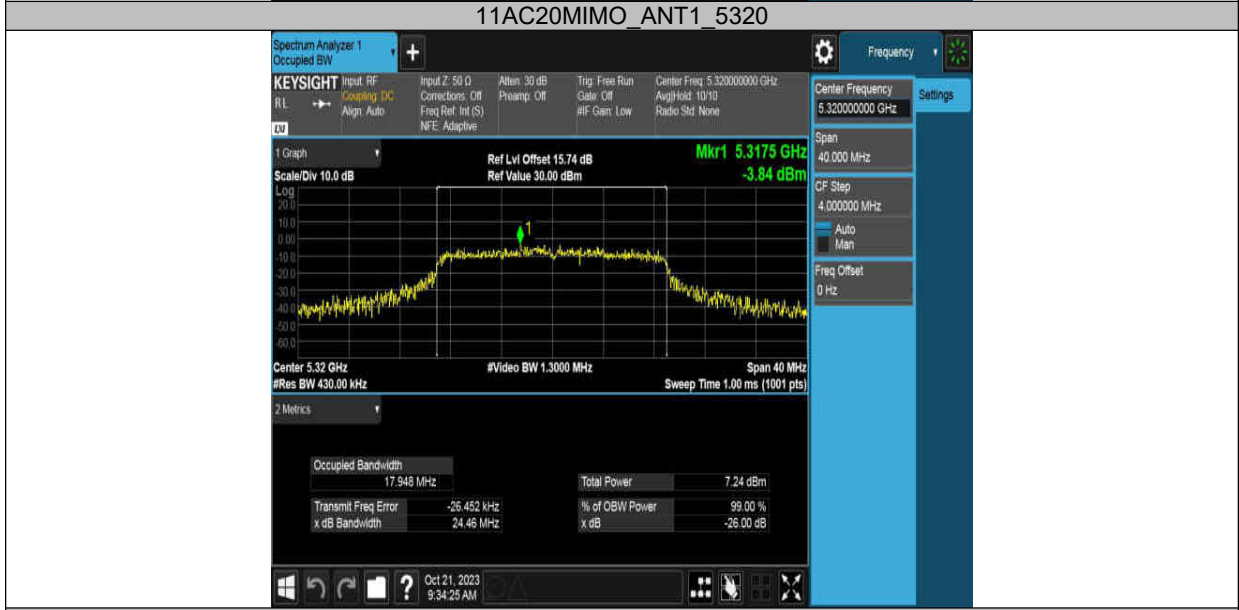 11AC20MIMO_ANT1_5320
Spectrum Analyzer 1
Occupied BW
+
Frequency
KEYSIGHT
RL
LXI
Input: RF
Coupling: DC
Align: Auto
Input Z: 50 Ω
Corrections: Off
Freq Ref: Int (S)
NFE: Adaptive
Atten: 30 dB
Preamp: Off
Trig: Free Run
Gate: Off
#IF Gain: Low
Center Freq: 5.320000000 GHz
Avg|Hold: 10/10
Radio Std: None
Center Frequency
5.320000000 GHz
Settings
Span
40.000 MHz
CF Step
4.000000 MHz
Auto
Man
Freq Offset
0 Hz
1 Graph
Scale/Div 10.0 dB
Ref Lvl Offset 15.74 dB
Ref Value 30.00 dBm
Mkr1 5.3175 GHz
-3.84 dBm
Log
20.0
10.0
0.00
-10.0
-20.0
-30.0
-40.0
-50.0
-60.0
1
Center 5.32 GHz
#Res BW 430.00 kHz
#Video BW 1.3000 MHz
Span 40 MHz
Sweep Time 1.00 ms (1001 pts)
2 Metrics
Occupied Bandwidth
17.948 MHz
Total Power 7.24 dBm
Transmit Freq Error -26.452 kHz
% of OBW Power 99.00 %
x dB Bandwidth 24.46 MHz
x dB -26.00 dB
?
Oct 21, 2023
9:34:25 AM